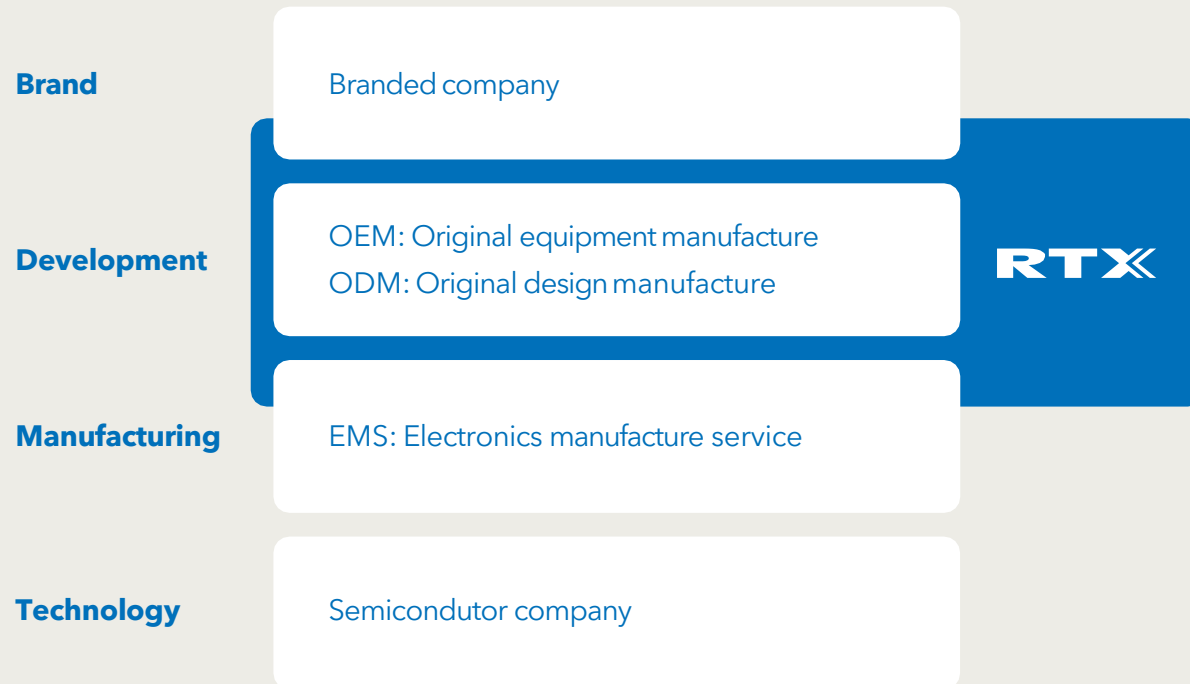 Brand
Branded company
Development
OEM: Original equipment manufacture
ODM: Original design manufacture
RTX
Manufacturing
EMS: Electronics manufacture service
Technology
Semicondutor company